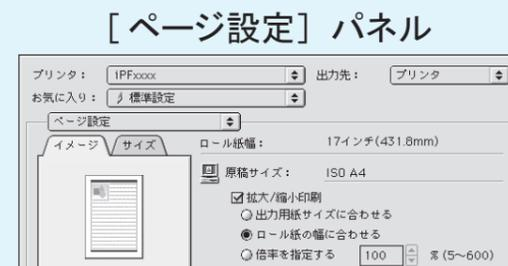 ［ページ設定］パネル
プリンタ： iPFxxxx 出力先： プリンタ
お気に入り： 標準設定
ページ設定
イメージ サイズ ロール紙幅： 17インチ(431.8mm)
原稿サイズ： ISO A4
拡大/縮小印刷
出力用紙サイズに合わせる
ロール紙の幅に合わせる
倍率を指定する 100 % (5〜600)